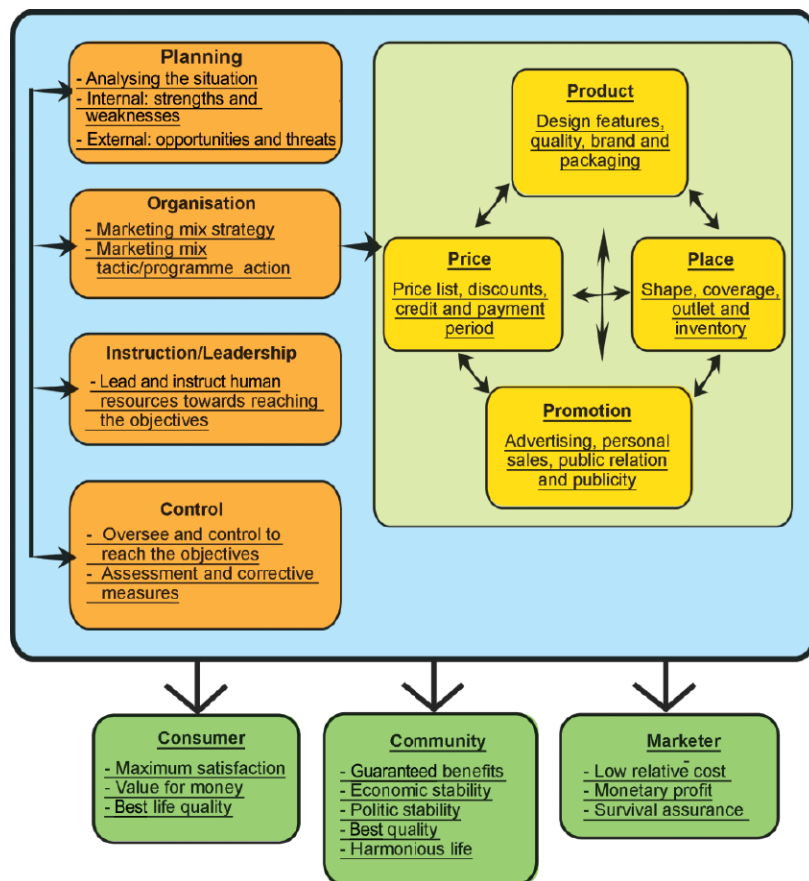 Planning
- Analysing the situation
- Internal: strengths and
weaknesses
- External: opportunities and threats
Organisation
- Marketing mix strategy
- Marketing mix
tactic/programme action
Instruction/Leadership
- Lead and instruct human
resources towards reaching
the objectives
Control
- Oversee and control to
reach the objectives
- Assessment and corrective
measures
Product
Design features,
quality, brand and
packaging
Price
Price list, discounts,
credit and payment
period
Place
Shape, coverage,
outlet and
inventory
Promotion
Advertising, personal
sales, public relation
and publicity
Consumer
- Maximum satisfaction
- Value for money
- Best life quality
Community
- Guaranteed benefits
- Economic stability
- Politic stability
- Best quality
- Harmonious life
Marketer
- Low relative cost
- Monetary profit
- Survival assurance